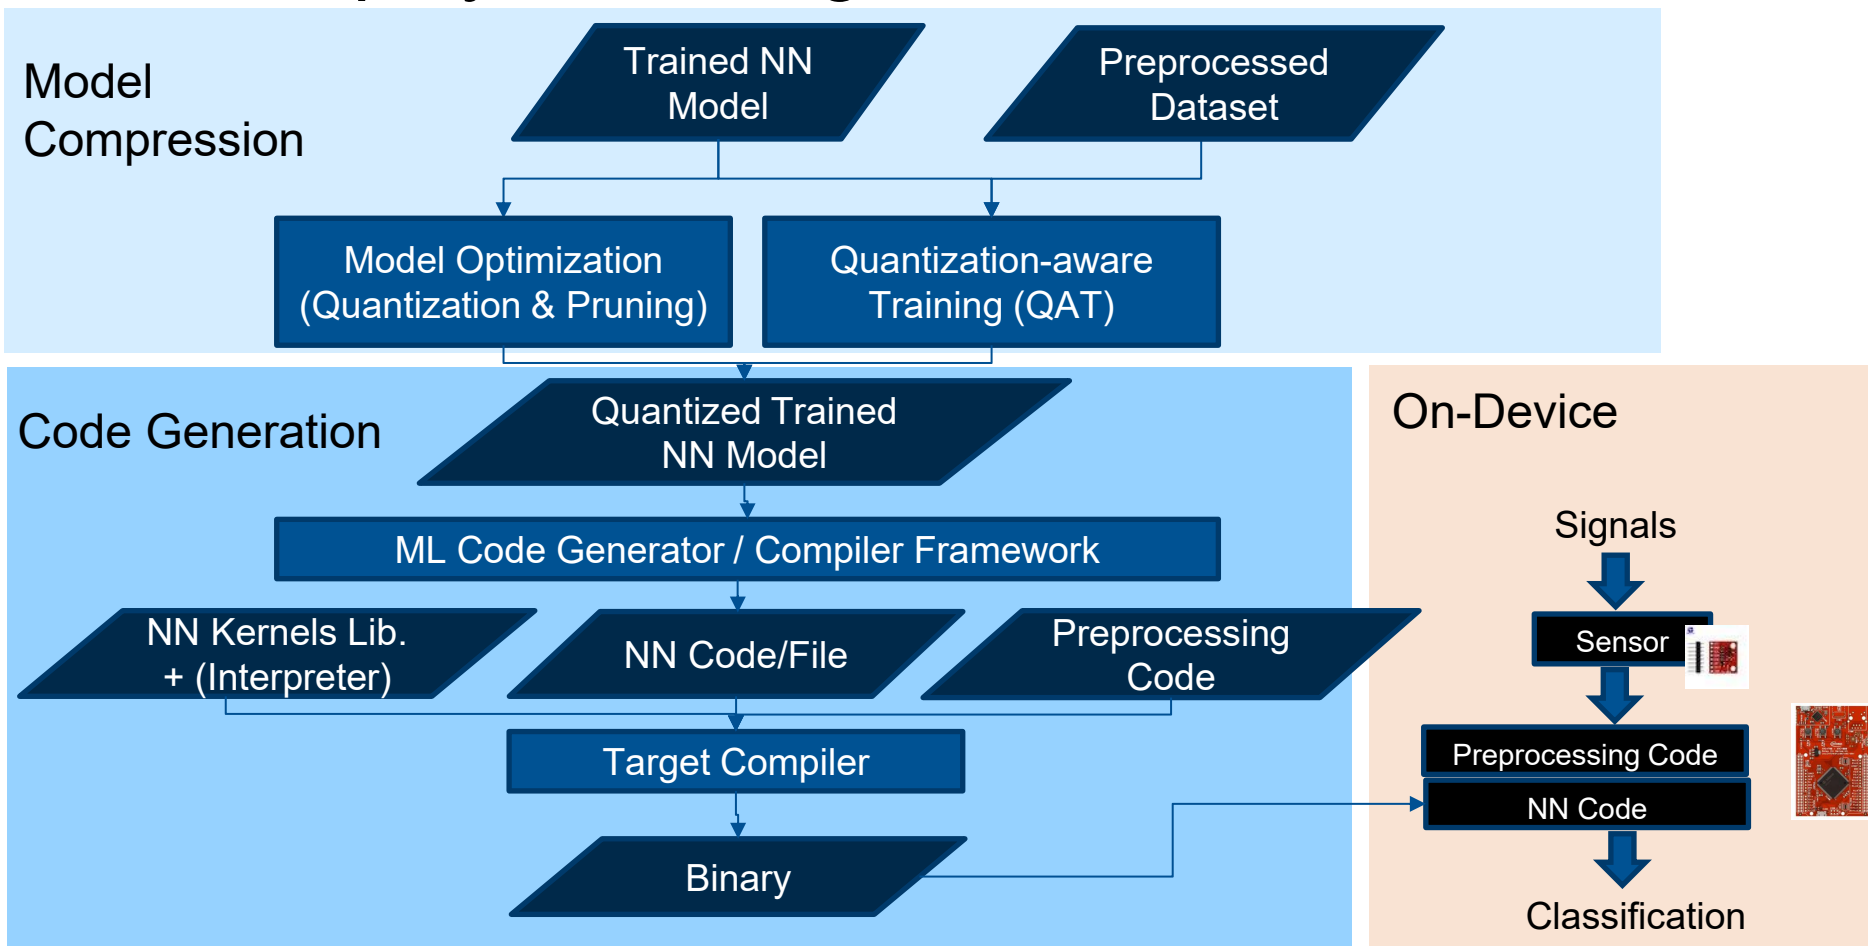 Model
Compression
Trained NN
Model
Preprocessed
Dataset
Model Optimization
(Quantization & Pruning)
Quantization-aware
Training (QAT)
Code Generation
Quantized Trained
NN Model
ML Code Generator / Compiler Framework
NN Kernels Lib.
+ (Interpreter)
NN Code/File
Preprocessing
Code
Target Compiler
Binary
On-Device
Signals
Sensor
Preprocessing Code
NN Code
Classification